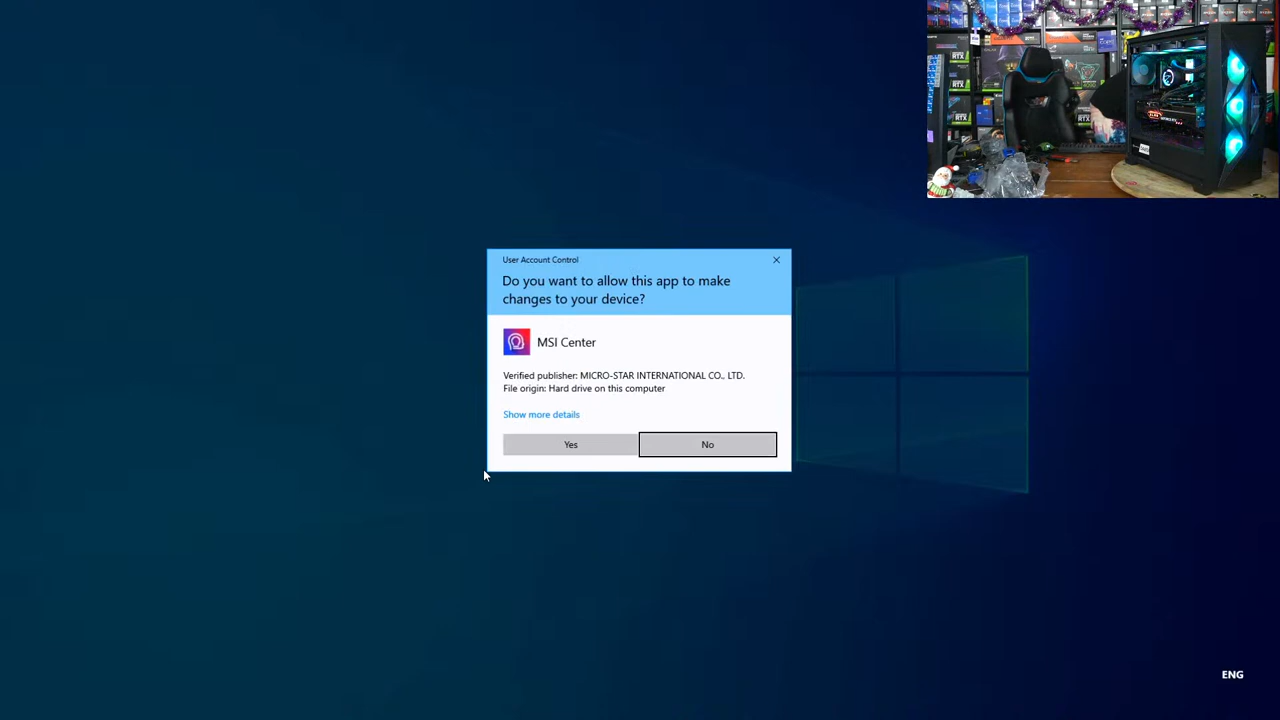 User Account Control
Do you want to allow this app to make
changes to your device?
MSI Center
Verified publisher: MICRO-STAR INTERNATIONAL CO., LTD.
File origin: Hard drive on this computer
Show more details
Yes
No
ENG